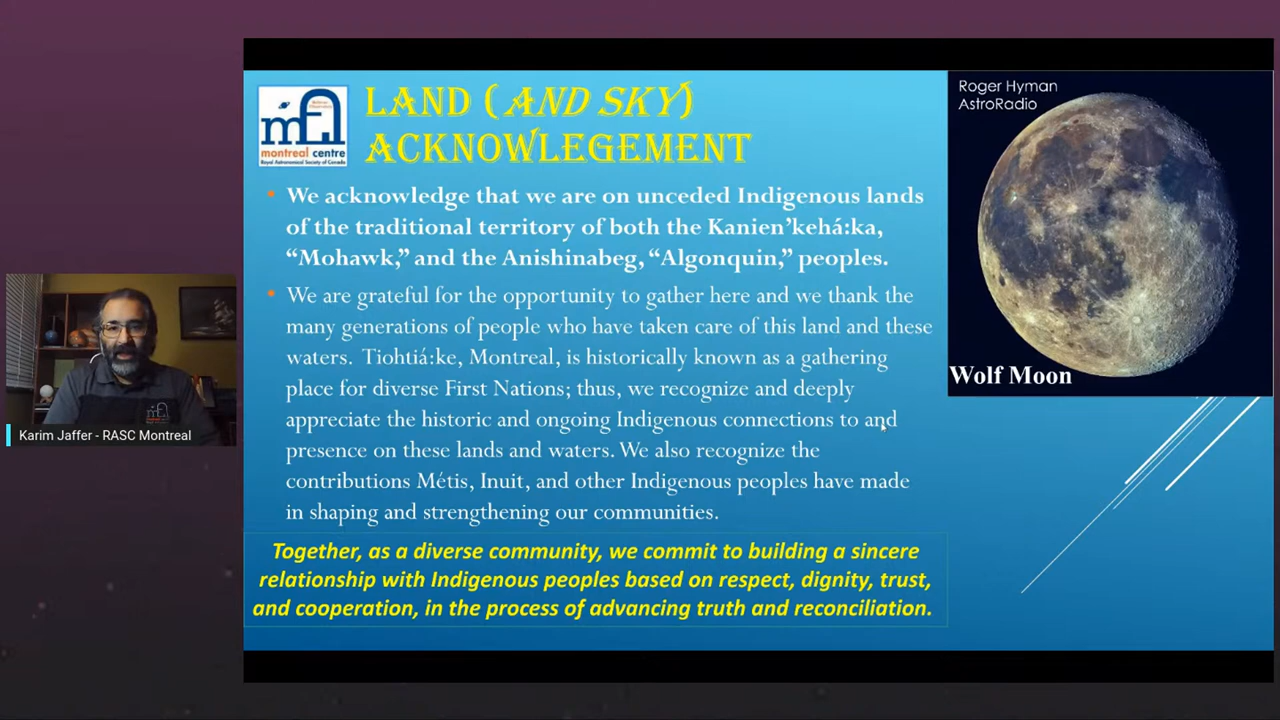 LAND (AND SKY)
ACKNOWLEGEMENT
montreal centre
Royal Astronomical Society of Canada
Roger Hyman
AstroRadio
Wolf Moon
• We acknowledge that we are on unceded Indigenous lands
of the traditional territory of both the Kanien’kehá:ka,
“Mohawk,” and the Anishinabeg, “Algonquin,” peoples.
• We are grateful for the opportunity to gather here and we thank the
many generations of people who have taken care of this land and these
waters. Tiohtiá:ke, Montreal, is historically known as a gathering
place for diverse First Nations; thus, we recognize and deeply
appreciate the historic and ongoing Indigenous connections to and
presence on these lands and waters. We also recognize the
contributions Métis, Inuit, and other Indigenous peoples have made
in shaping and strengthening our communities.
Together, as a diverse community, we commit to building a sincere
relationship with Indigenous peoples based on respect, dignity, trust,
and cooperation, in the process of advancing truth and reconciliation.
Karim Jaffer - RASC Montreal